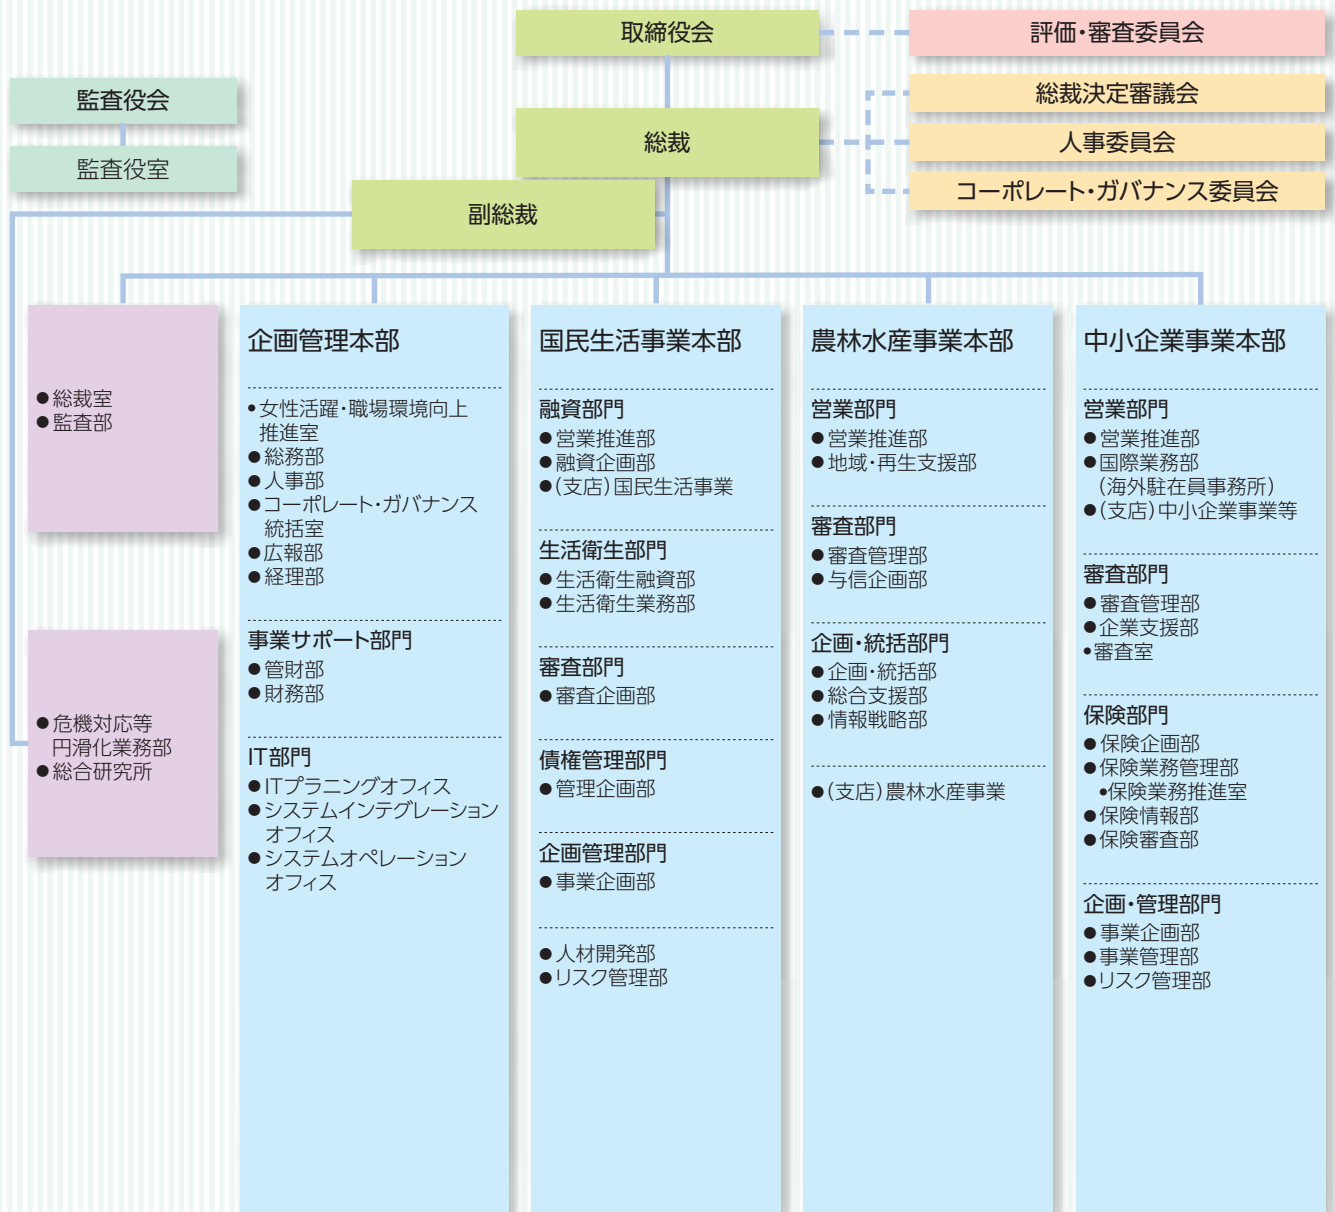 取締役会
評価・審査委員会
総裁決定審議会
監査役会
総裁
人事委員会
監査役室
コーポレート・ガバナンス委員会
副総裁
●総裁室
●監査部
●危機対応等
円滑化業務部
●総合研究所
企画管理本部
•女性活躍・職場環境向上
推進室
●総務部
●人事部
●コーポレート・ガバナンス
統括室
●広報部
●経理部
事業サポート部門
●管財部
●財務部
IT部門
●ITプラニングオフィス
●システムインテグレーション
オフィス
●システムオペレーション
オフィス
国民生活事業本部
融資部門
●営業推進部
●融資企画部
●(支店)国民生活事業
生活衛生部門
●生活衛生融資部
●生活衛生業務部
審査部門
●審査企画部
債権管理部門
●管理企画部
企画管理部門
●事業企画部
●人材開発部
●リスク管理部
農林水産事業本部
営業部門
●営業推進部
●地域・再生支援部
審査部門
●審査管理部
●与信企画部
企画・統括部門
●企画・統括部
●総合支援部
●情報戦略部
●(支店)農林水産事業
中小企業事業本部
営業部門
●営業推進部
●国際業務部
(海外駐在員事務所)
●(支店)中小企業事業等
審査部門
●審査管理部
●企業支援部
•審査室
保険部門
●保険企画部
●保険業務管理部
•保険業務推進室
●保険情報部
●保険審査部
企画・管理部門
●事業企画部
●事業管理部
●リスク管理部